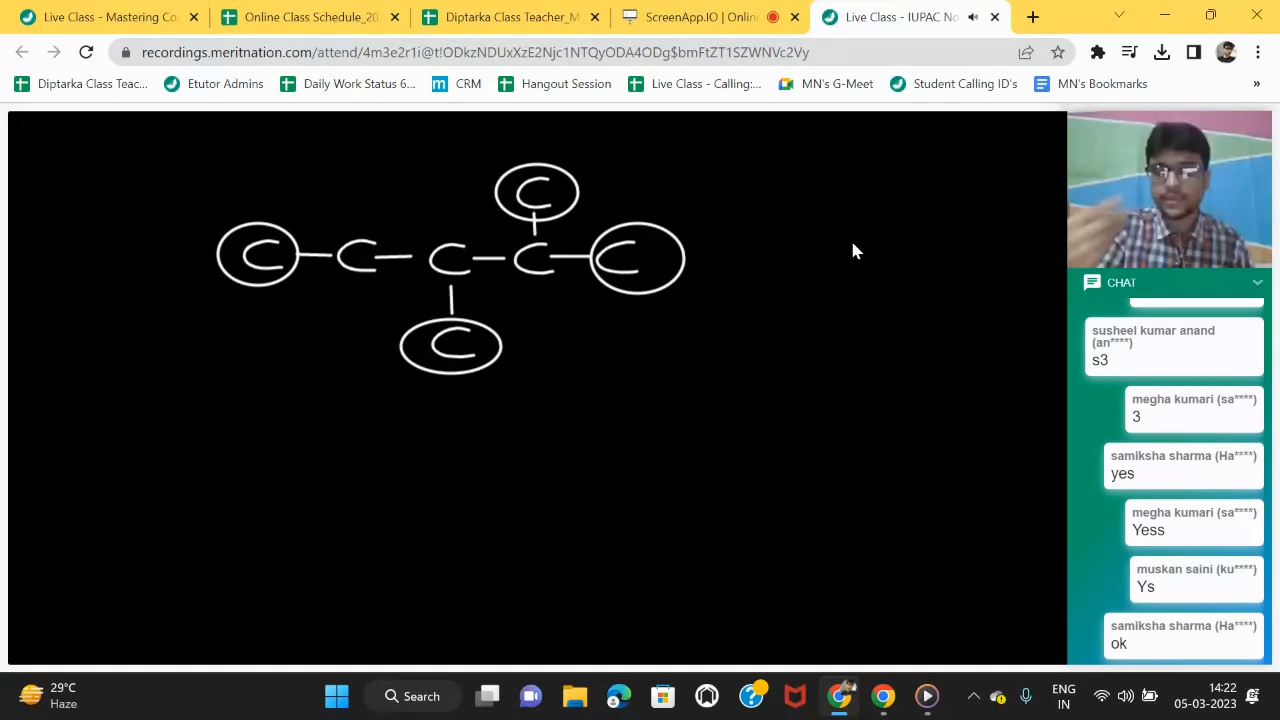 Live Class - Mastering Co
Online Class Schedule_20
Diptarka Class Teacher_M
ScreenApp.IO | Onlin
Live Class - IUPAC No
recordings.meritnation.com/attend/4m3e2r1i@t!ODkzNDUxXzE2Njc1NTQyODA4ODg$bmFtZT1SZWNVc2Vy
Diptarka Class Teac...
Etutor Admins
Daily Work Status 6...
m CRM
Hangout Session
Live Class - Calling....
MN's G-Meet
Student Calling ID's
MN's Bookmarks
»
C
C - C - C - C - C
C
CHAT
susheel kumar anand
(an****)
s3
megha kumari (sa****)
3
samiksha sharma (Ha****)
yes
megha kumari (sa****)
Yess
muskan saini (ku****)
Ys
samiksha sharma (Ha****)
ok
29°C
Haze
Search
ENG
IN
14:22
05-03-2023